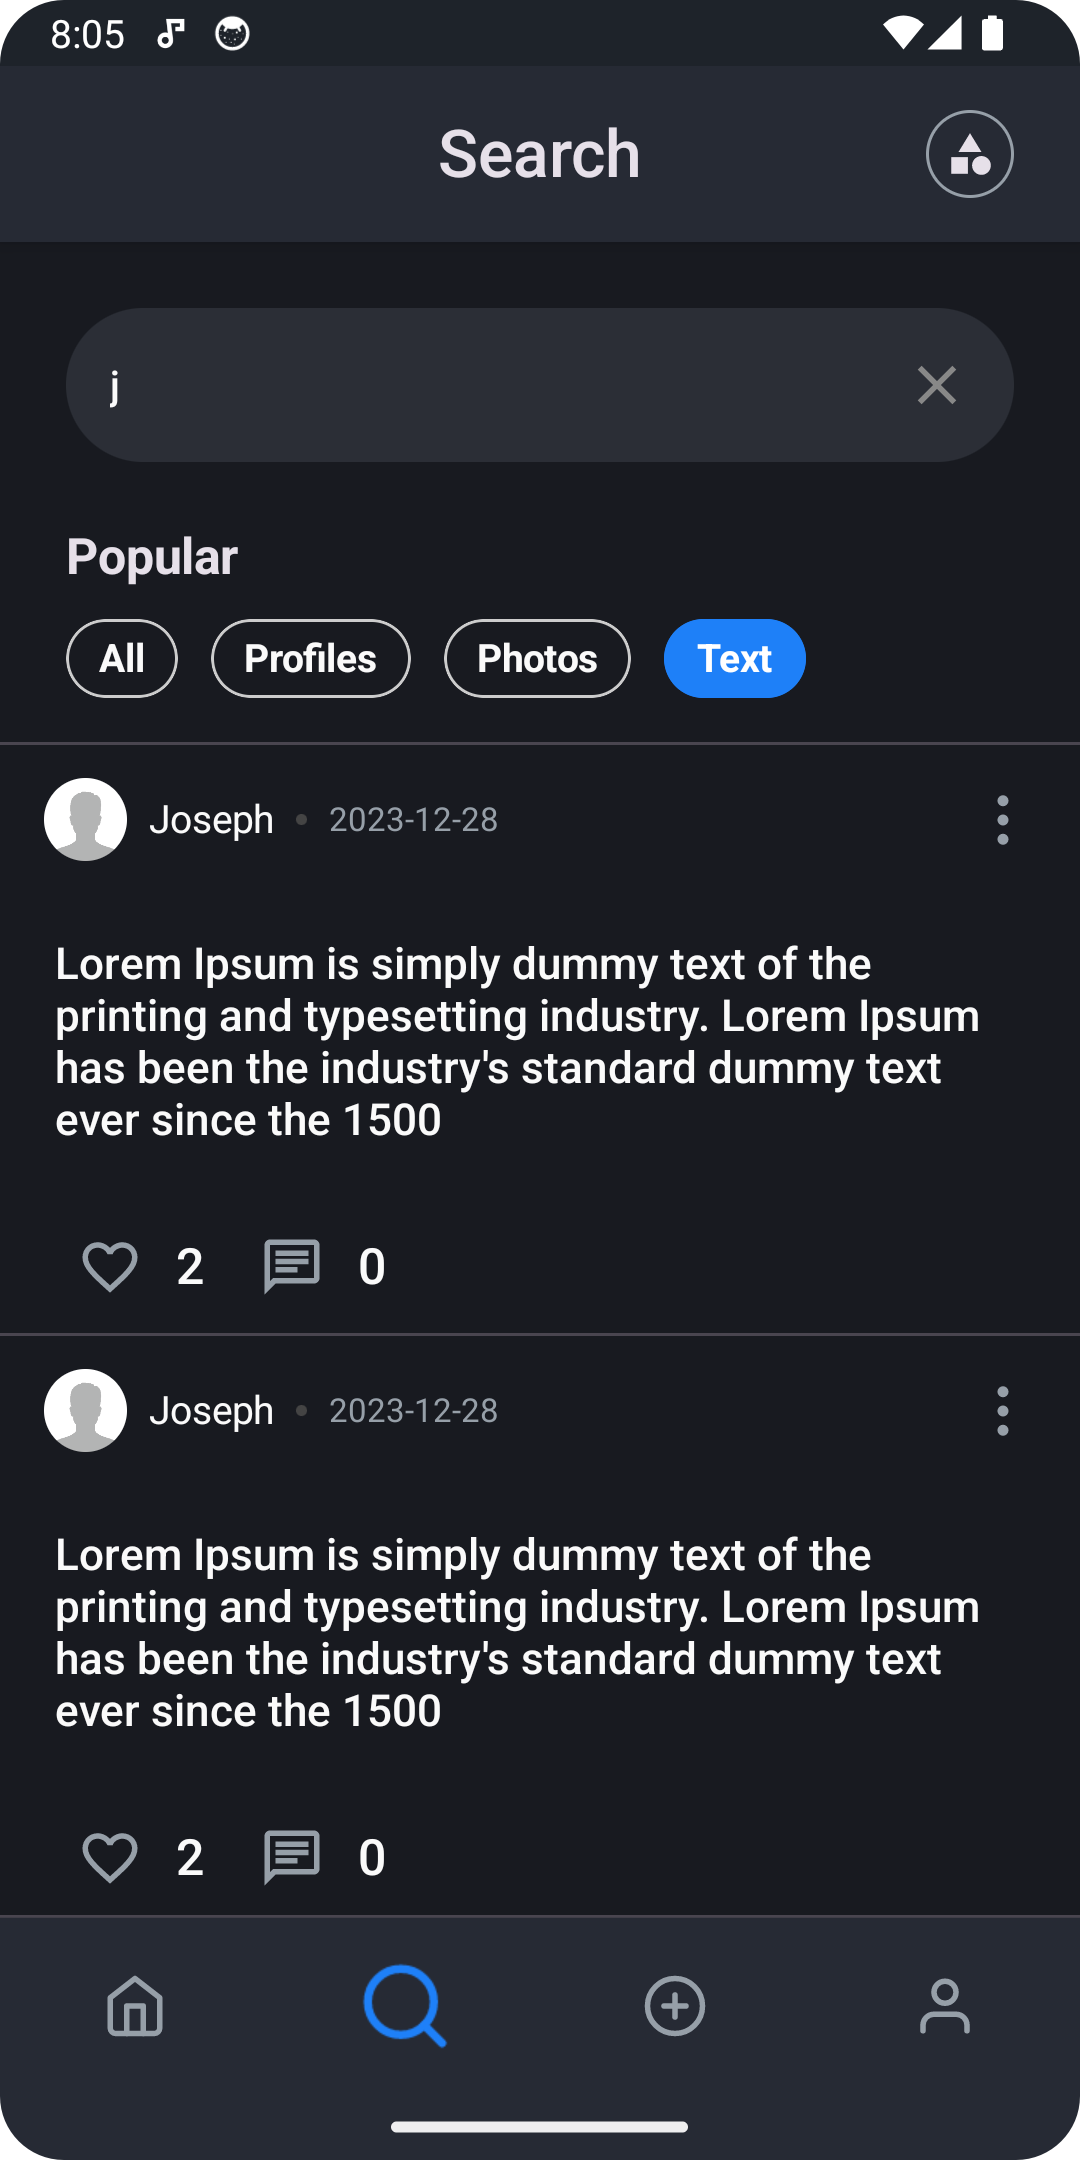 8:05
Search
j
Popular
All Profiles Photos Text
Joseph • 2023-12-28
Lorem Ipsum is simply dummy text of the
printing and typesetting industry. Lorem Ipsum
has been the industry's standard dummy text
ever since the 1500
2 0
Joseph • 2023-12-28
Lorem Ipsum is simply dummy text of the
printing and typesetting industry. Lorem Ipsum
has been the industry's standard dummy text
ever since the 1500
2 0